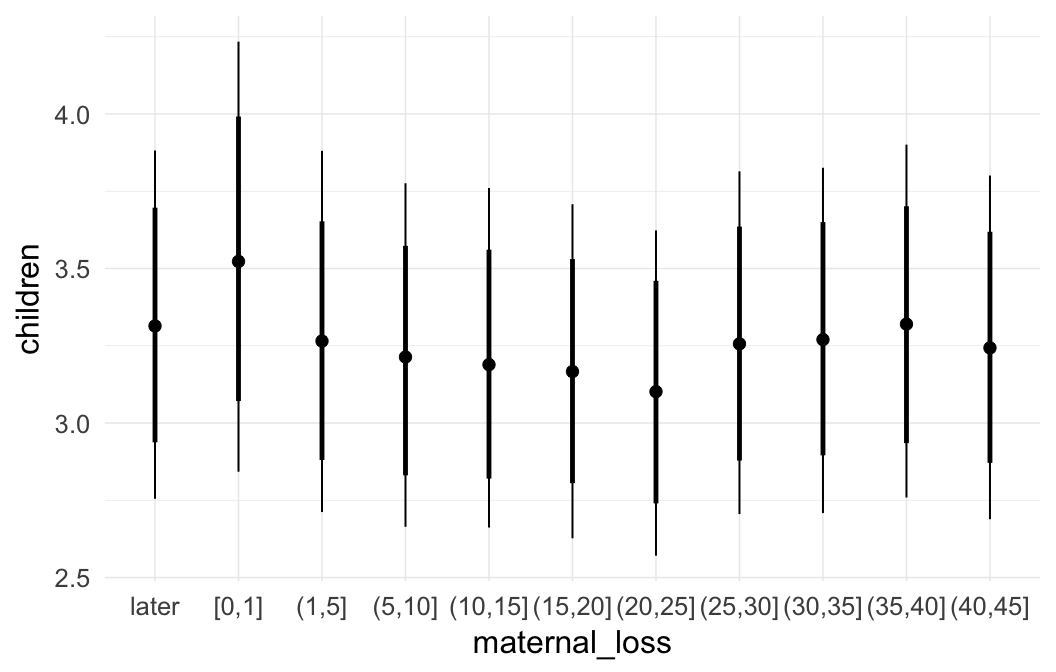 children
4.0
3.5
3.0
2.5
later [0,1] (1,5] (5,10] (10,15] (15,20] (20,25] (25,30] (30,35] (35,40] (40,45]
maternal_loss